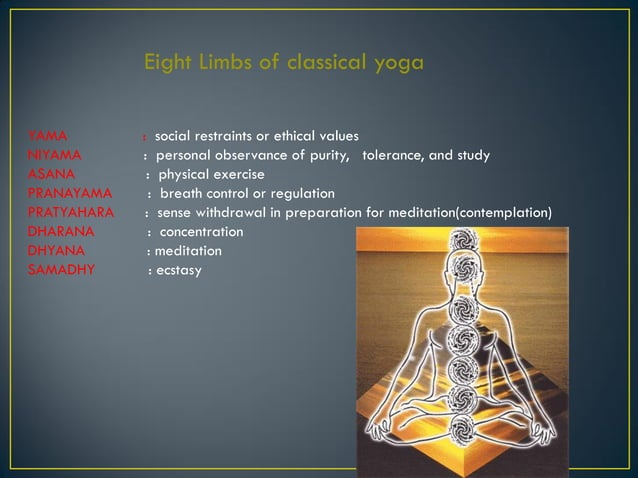 Eight Limbs of classical yoga
YAMA : social restraints or ethical values
NIYAMA : personal observance of purity, tolerance, and study
ASANA : physical exercise
PRANAYAMA : breath control or regulation
PRATYAHARA : sense withdrawal in preparation for meditation(contemplation)
DHARANA : concentration
DHYANA : meditation
SAMADHY : ecstasy